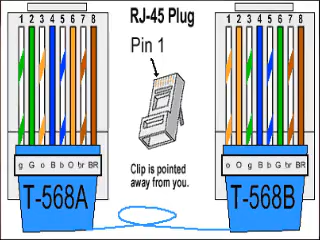 1 2 3 4 5 6 7 8
RJ-45 Plug
Pin 1
1 2 3 4 5 6 7 8
Clip is pointed
away from you.
g G o B b O br BR
T-568A
o O g B b G br BR
T-568B